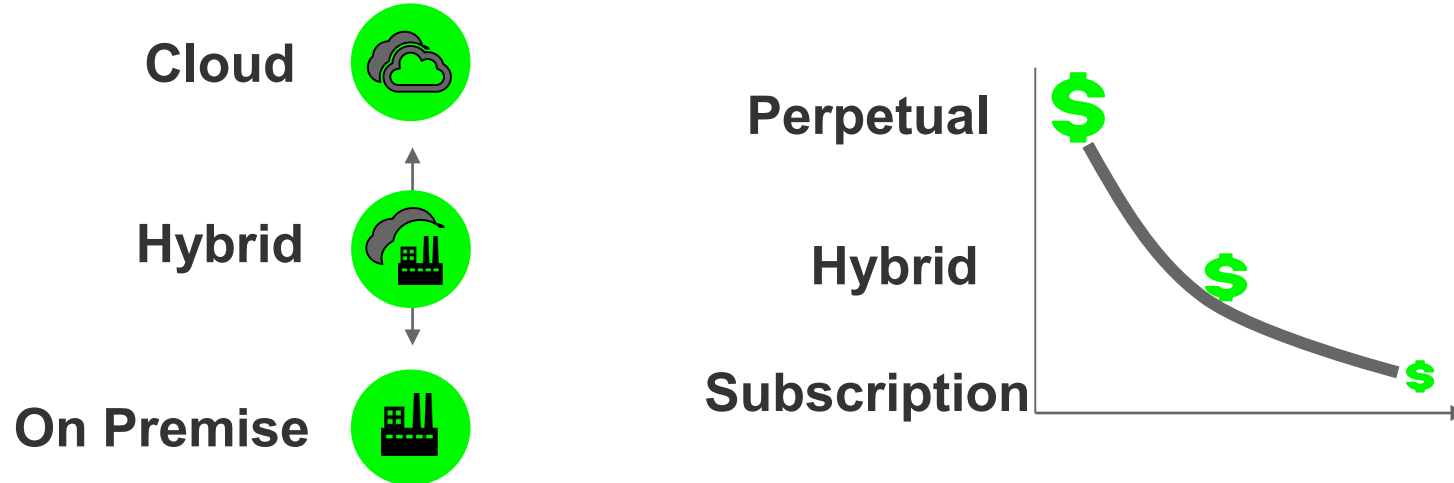 Cloud
Hybrid
On Premise
Perpetual
$
Hybrid
$
Subscription
$